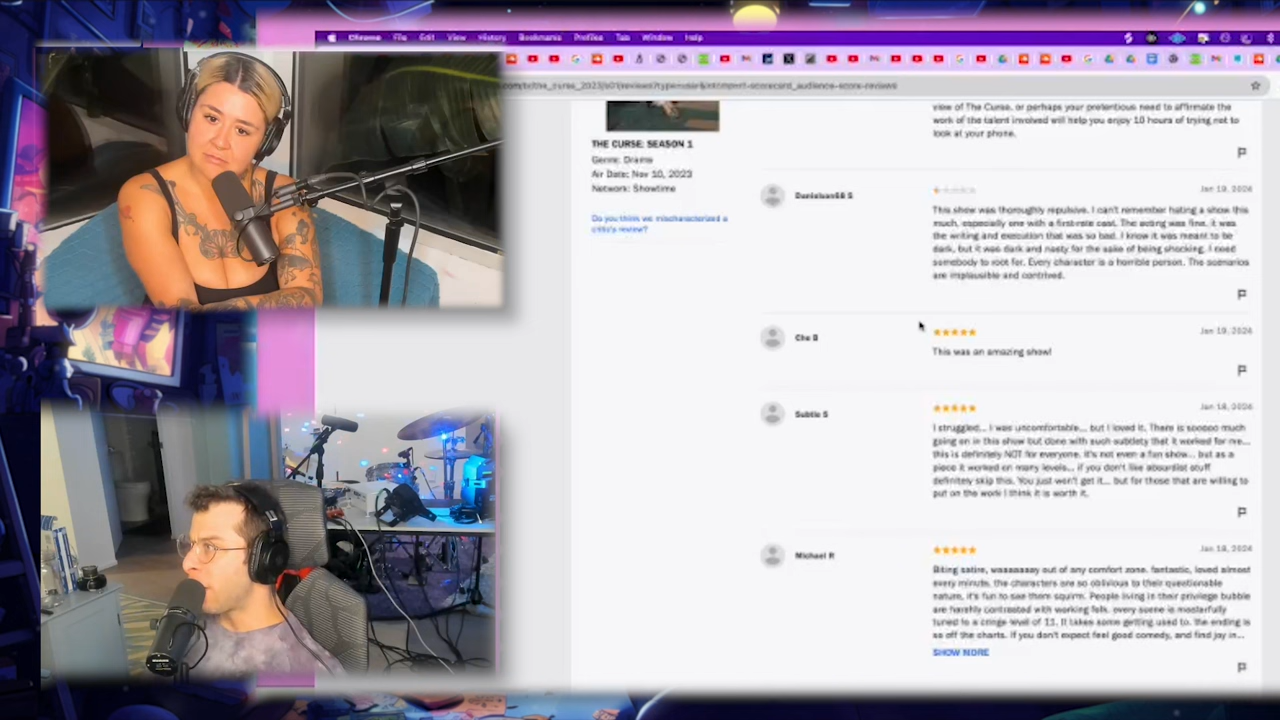 Chrome File Edit View History Bookmarks Profiles Tab Window Help
view of The Curse, or perhaps your pretentious need to affirmate the
work of the talent involved will help you enjoy 10 hours of trying not to
look at your phone.
THE CURSE: SEASON 1
Genre: Drama
Air Date: Nov 10, 2023
Network: Showtime
Do you think we mischaracterized a
critic's review?
Jan 19, 2024
This show was thoroughly repulsive. I can't remember hating a show this
much, especially one with a first-rate cast. The acting was fine, it was
the writing and execution that was so bad. I know it was meant to be
dark, but it was dark and nasty for the sake of being shocking. I need
somebody to root for. Every character is a horrible person. The scenarios
are implausible and contrived.
Che B
Jan 19, 2024
This was an amazing show!
Subtle S
Jan 18, 2024
I struggled... I was uncomfortable... but I loved it. There is sooooo much
going on in this show but done with such subtlety that it worked for me...
this is definitely NOT for everyone. It's not even a fun show... but as a
piece it worked on many levels... if you don't like absurdist stuff
definitely skip this. You just won't get it... but for those that are willing to
put on the work I think it is worth it.
Michael R
Jan 18, 2024
Biting satire, waaaaaaay out of any comfort zone. fantastic, loved almost
every minute. the characters are so oblivious to their questionable
nature, it's fun to see them squirm. People living in their privilege bubble
are harshly contrasted with working folk. every scene is masterfully
tuned to a cringe level of 11. It takes some getting used to. the ending is
so off the charts. If you don't expect feel good comedy, and find joy in...
SHOW MORE